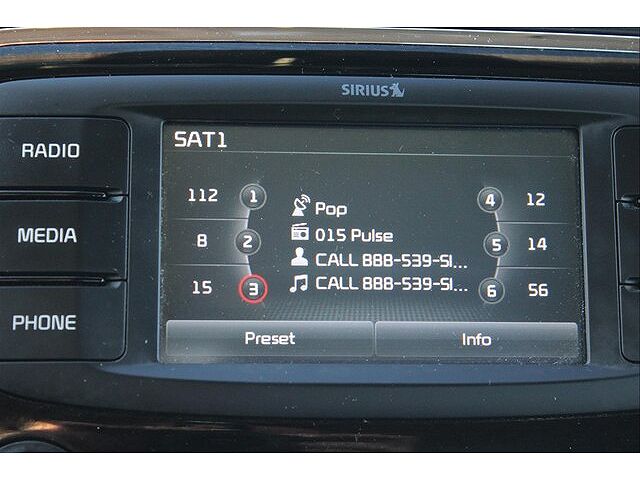 SIRIUS
RADIO
MEDIA
PHONE
SAT1
112 1
8 2
15 3
Pop
015 Pulse
CALL 888-539-SI...
CALL 888-539-SI...
4 12
5 14
6 56
Preset
Info